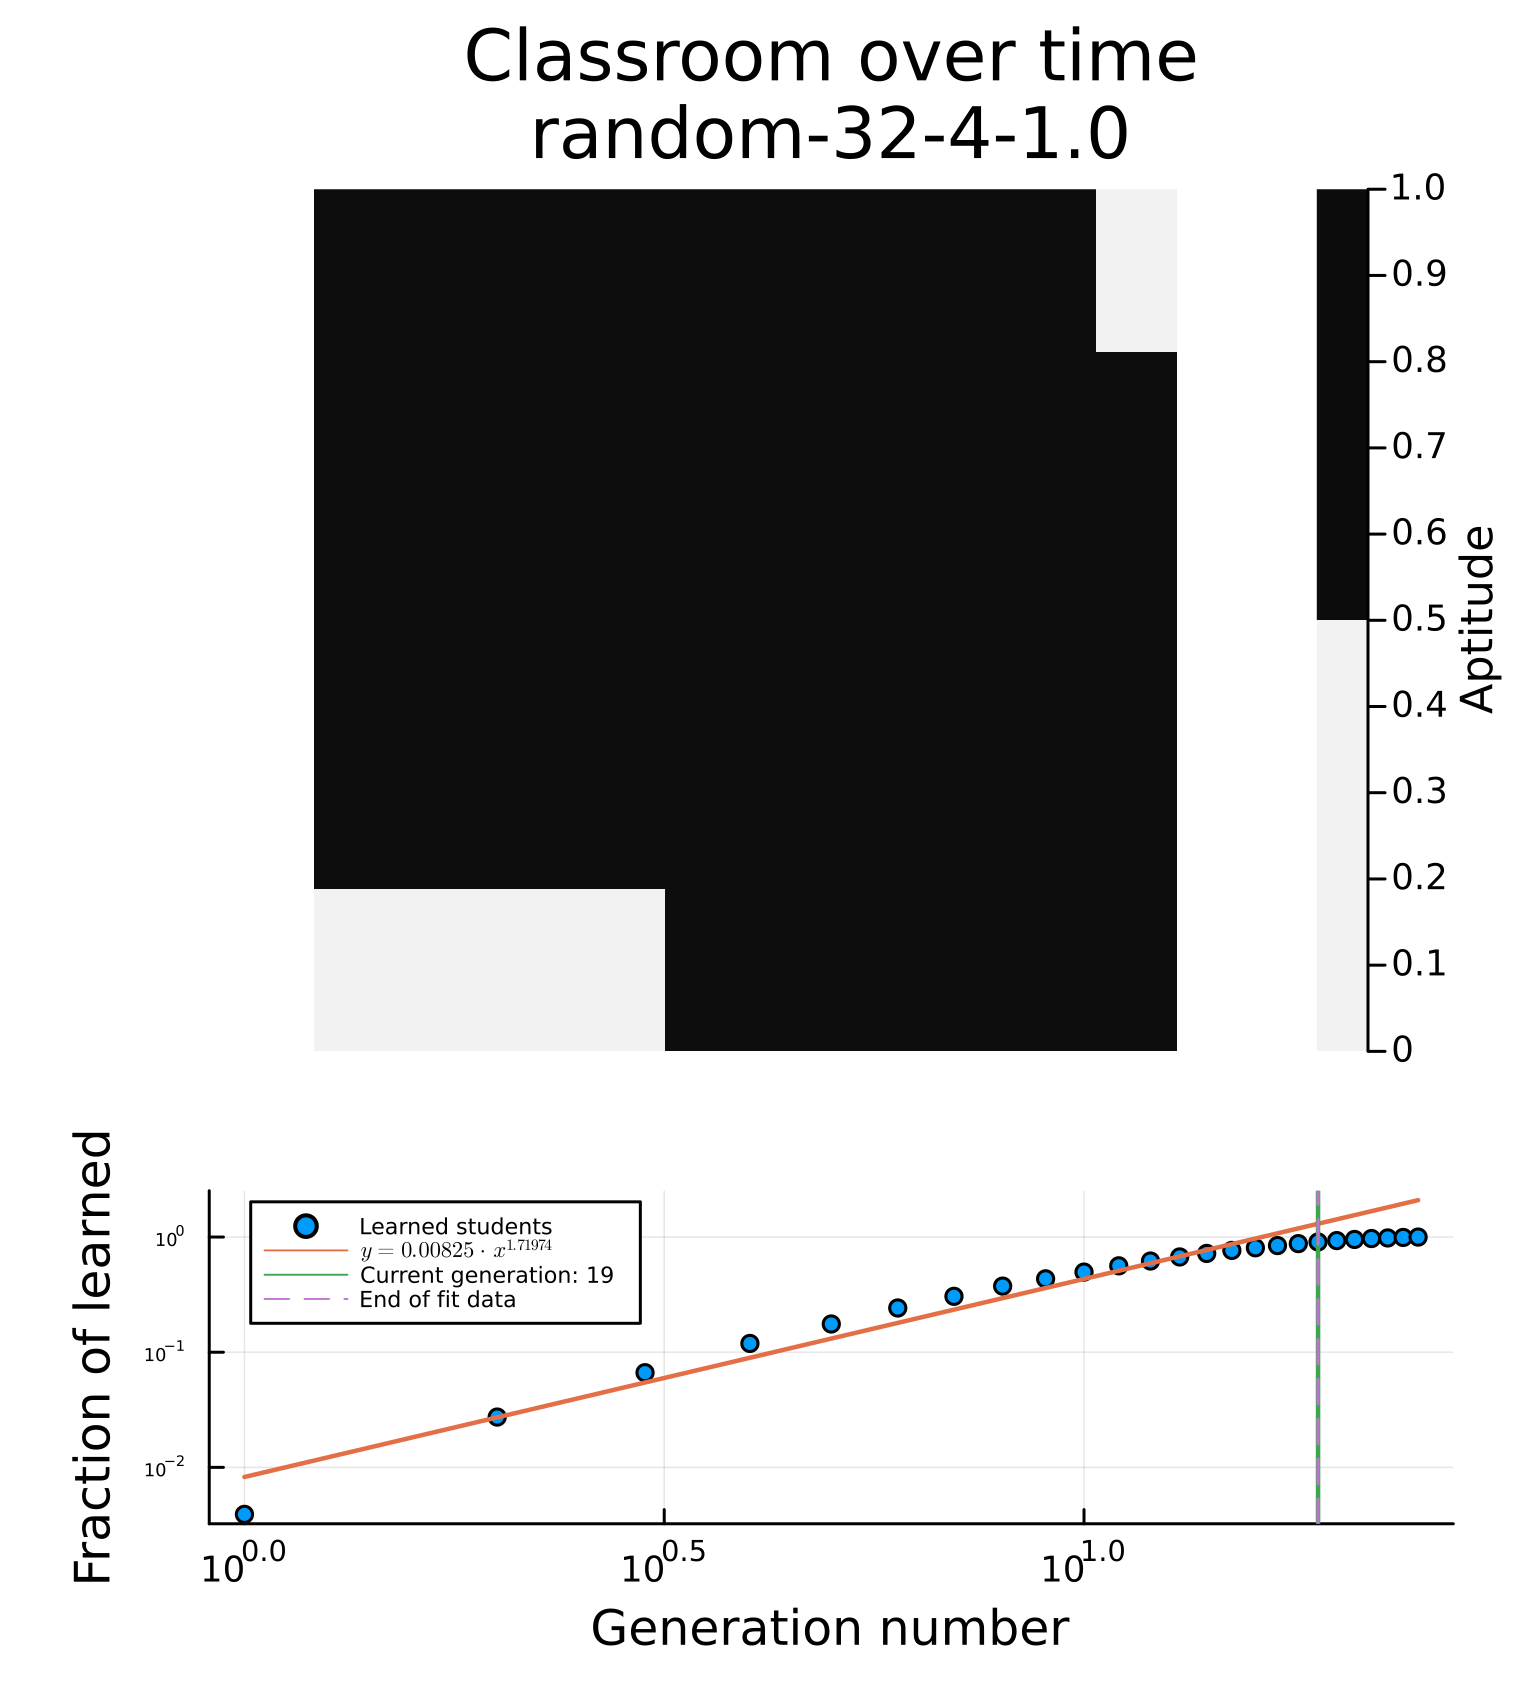 Classroom over time
random-32-4-1.0
1.0
0.9
0.8
0.7
0.6
0.5
0.4
0.3
0.2
0.1
0
Aptitude
Fraction of learned
10⁰
10⁻¹
10⁻²
Learned students
y = 0.00825 · x^1.71974
Current generation: 19
End of fit data
10^0.0
10^0.5
10^1.0
Generation number